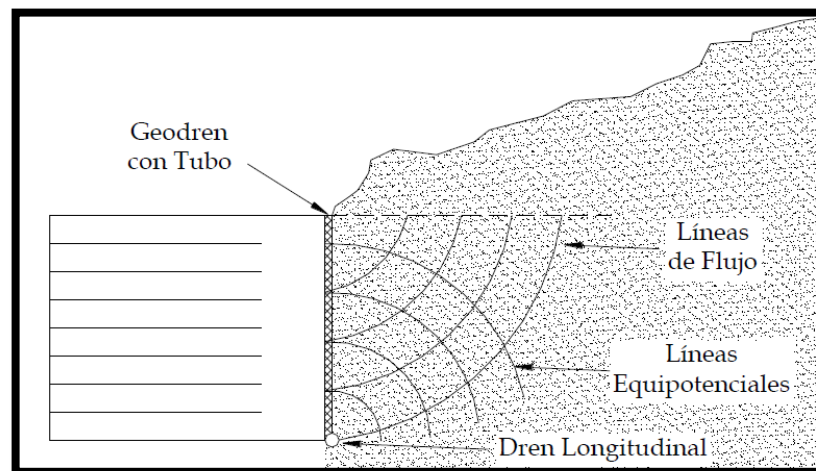 Geodren
con Tubo
Líneas
de Flujo
Líneas
Equipotenciales
Dren Longitudinal